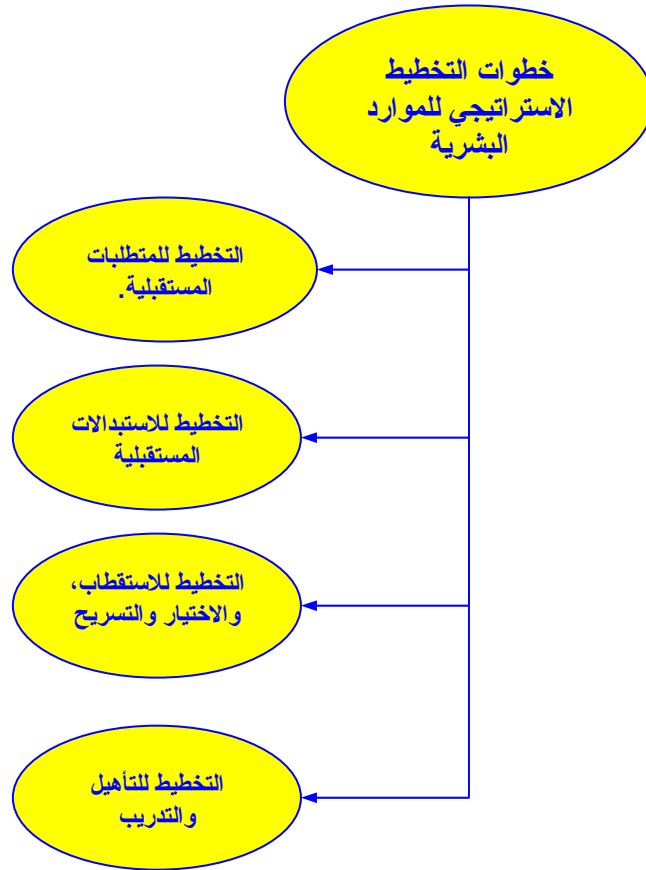 خطوات التخطيط
الاستراتيجي للموارد
البشرية
التخطيط للمتطلبات
المستقبلية.
التخطيط للاستبدالات
المستقبلية
التخطيط للاستقطاب،
والاختيار والتسريح
التخطيط للتأهيل
والتدريب